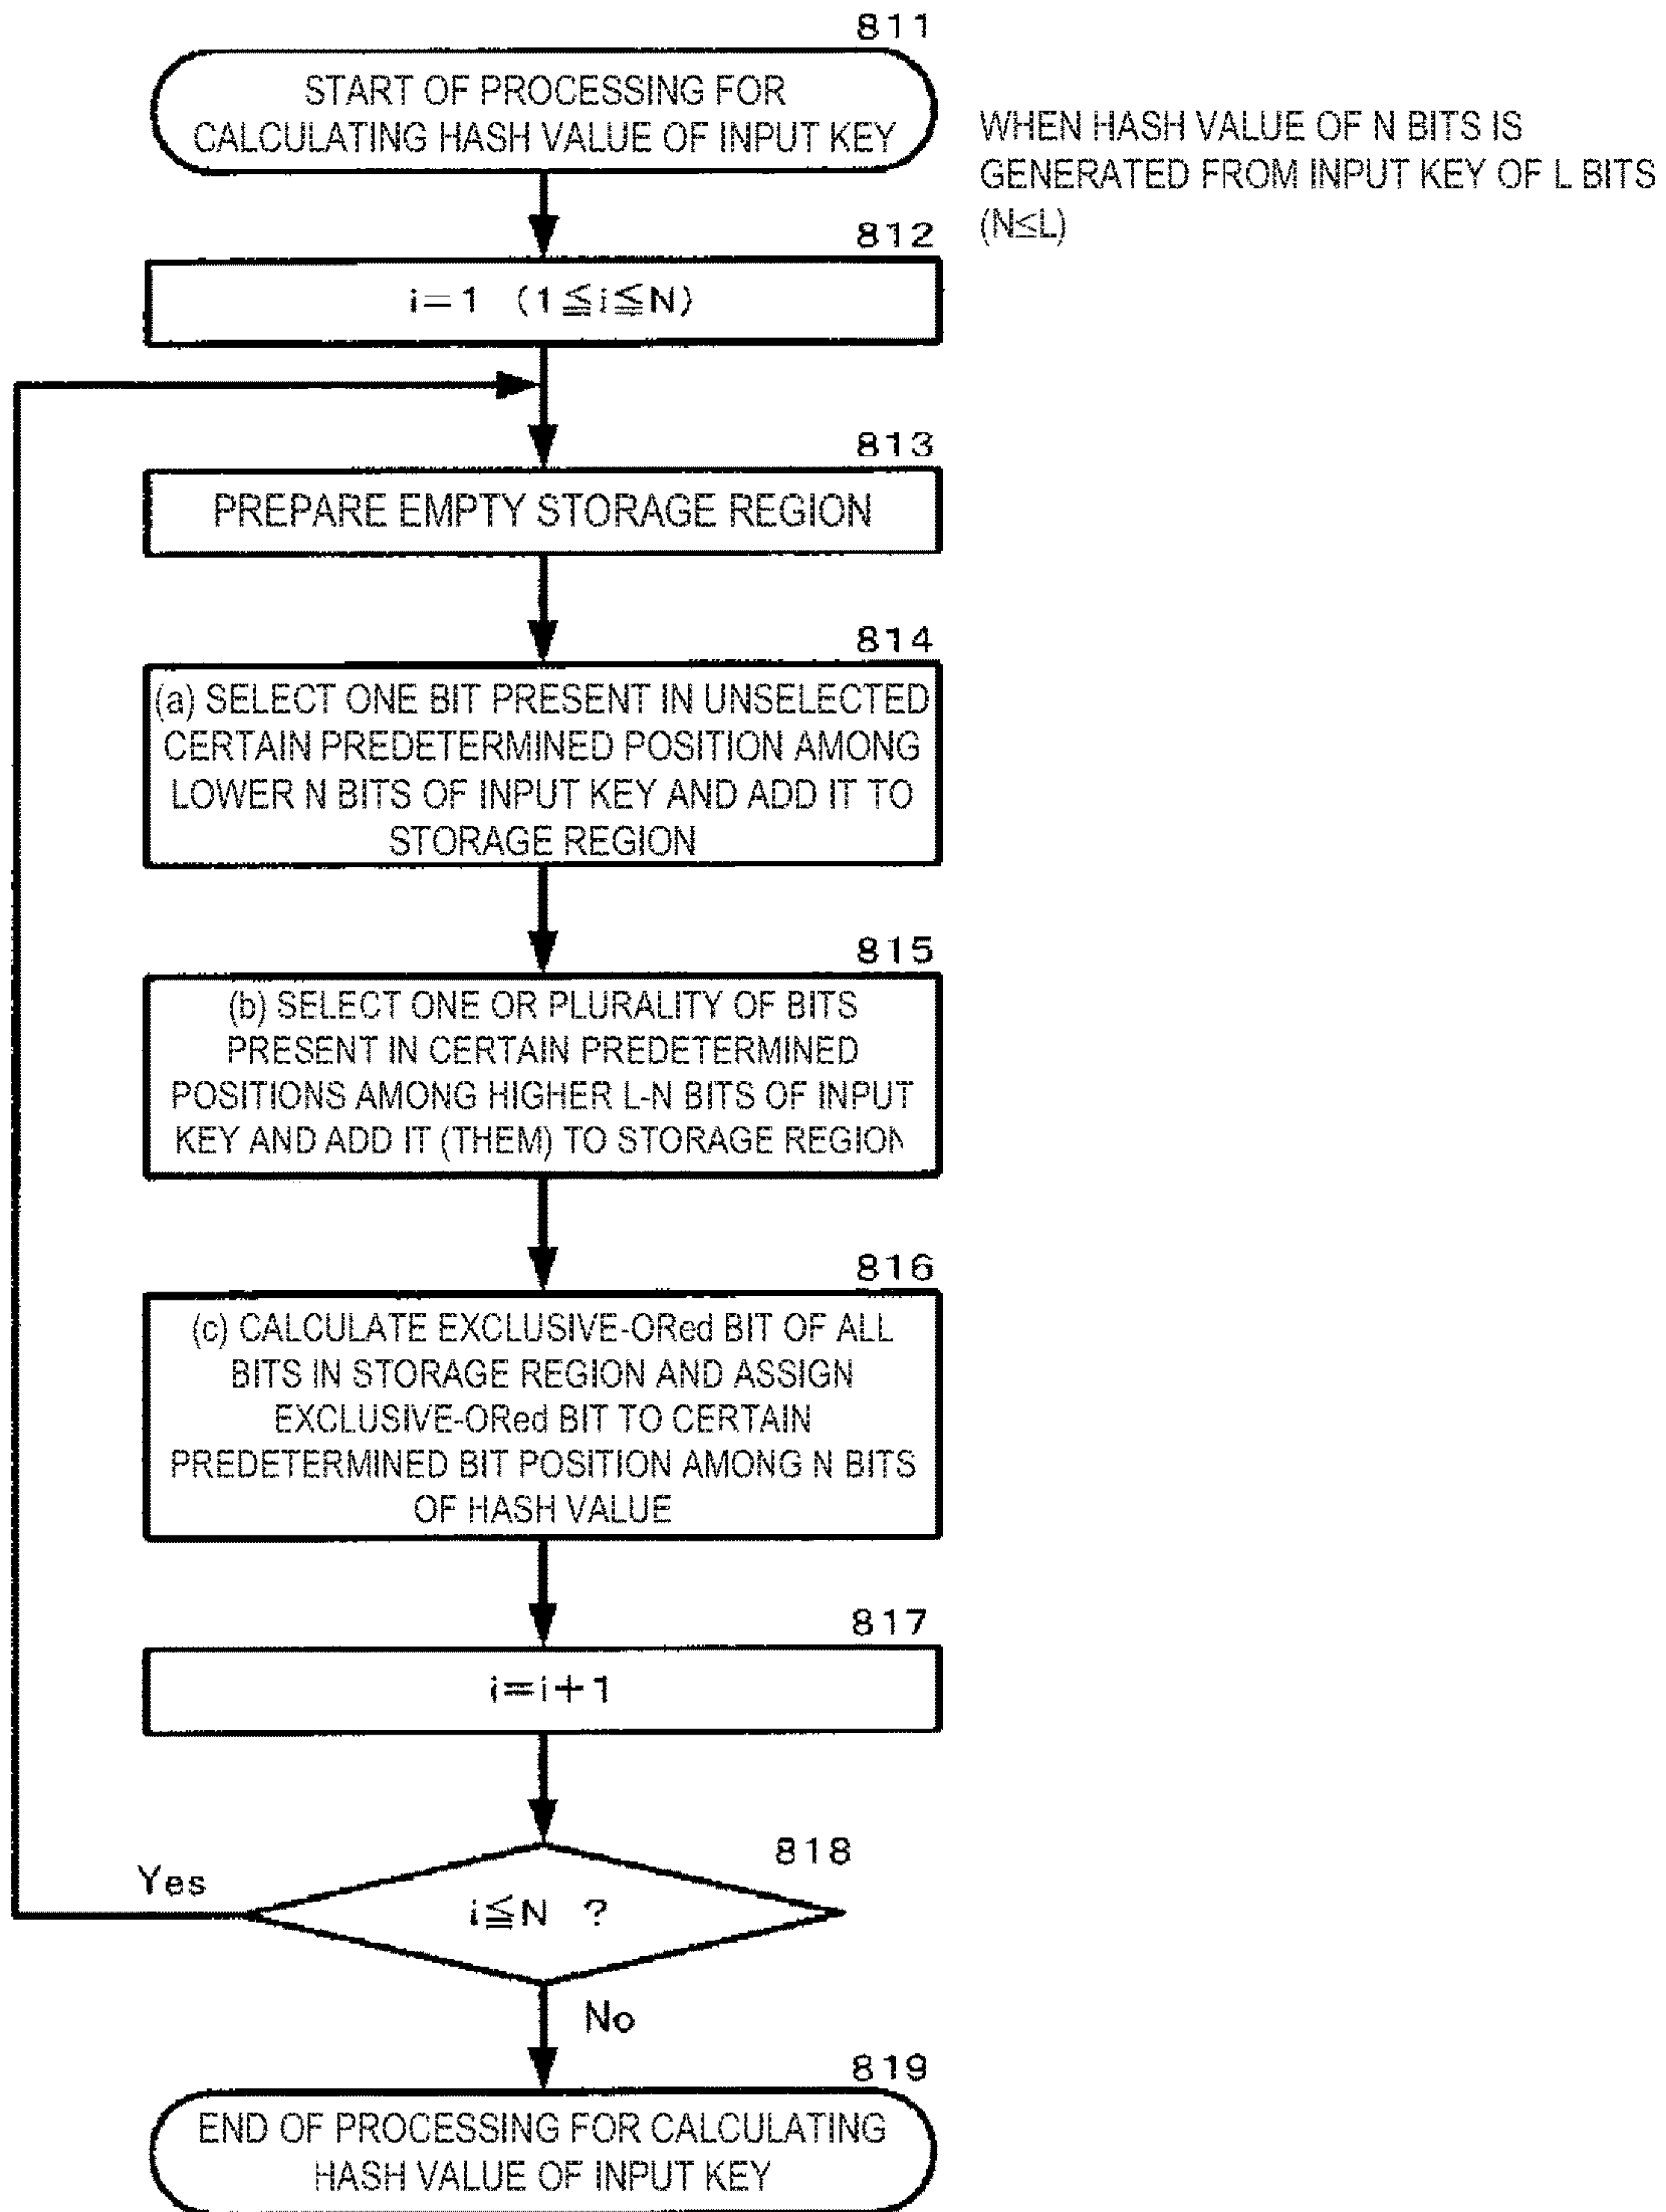 811
START OF PROCESSING FOR
CALCULATING HASH VALUE OF INPUT KEY
WHEN HASH VALUE OF N BITS IS
GENERATED FROM INPUT KEY OF L BITS
(N≦L)
812
i=1 (1≦i≦N)
813
PREPARE EMPTY STORAGE REGION
814
(a) SELECT ONE BIT PRESENT IN UNSELECTED
CERTAIN PREDETERMINED POSITION AMONG
LOWER N BITS OF INPUT KEY AND ADD IT TO
STORAGE REGION
815
(b) SELECT ONE OR PLURALITY OF BITS
PRESENT IN CERTAIN PREDETERMINED
POSITIONS AMONG HIGHER L-N BITS OF INPUT
KEY AND ADD IT (THEM) TO STORAGE REGION
816
(c) CALCULATE EXCLUSIVE-ORed BIT OF ALL
BITS IN STORAGE REGION AND ASSIGN
EXCLUSIVE-ORed BIT TO CERTAIN
PREDETERMINED BIT POSITION AMONG N BITS
OF HASH VALUE
817
i=i+1
818
Yes
i≦N ?
No
819
END OF PROCESSING FOR CALCULATING
HASH VALUE OF INPUT KEY